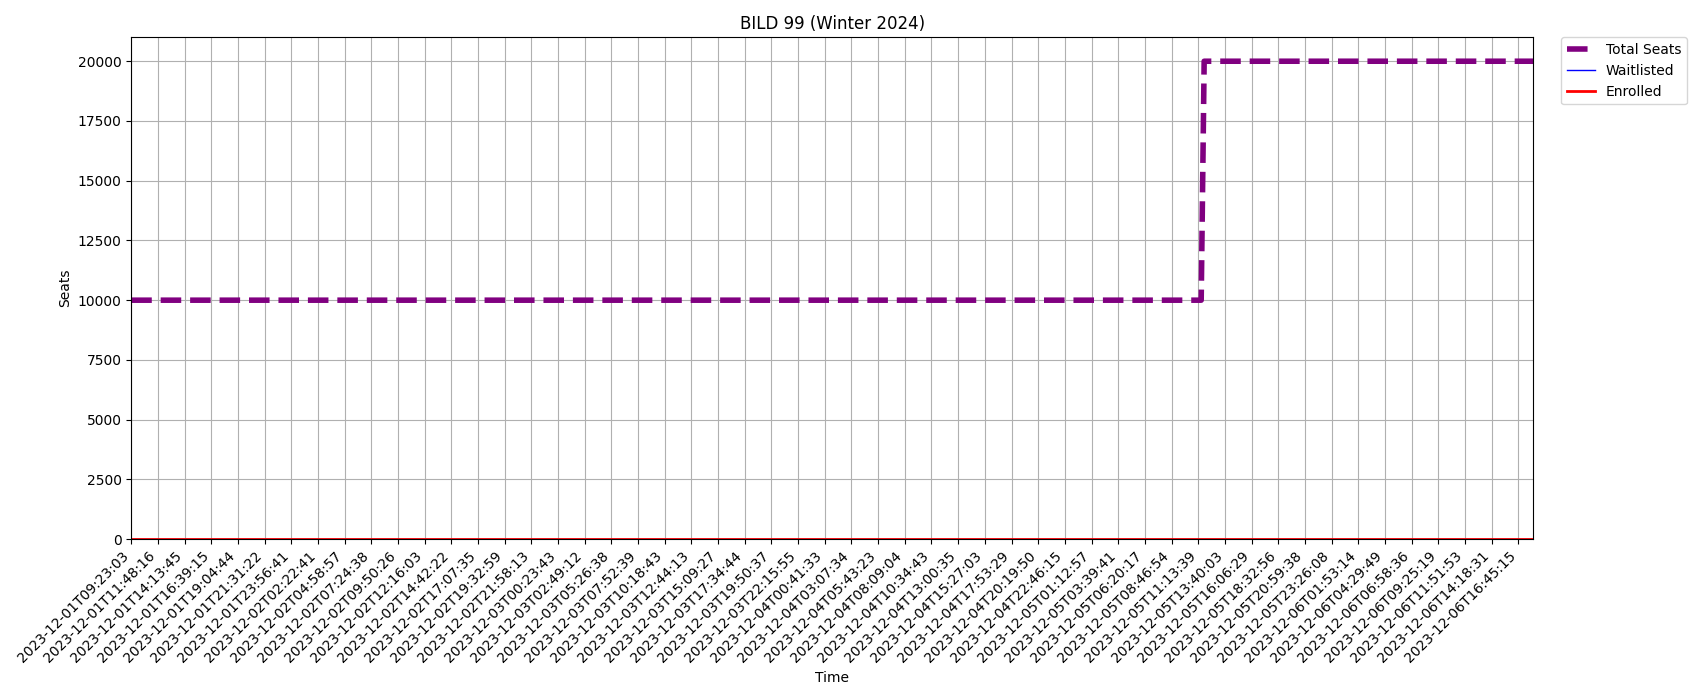 BILD 99 (Winter 2024)
Total Seats
Waitlisted
Enrolled
Seats
20000
17500
15000
12500
10000
7500
5000
2500
0
2023-12-01T09:23:03
2023-12-01T11:48:16
2023-12-01T14:13:45
2023-12-01T16:39:15
2023-12-01T19:04:44
2023-12-01T21:31:22
2023-12-01T23:56:41
2023-12-02T02:22:41
2023-12-02T04:58:57
2023-12-02T07:24:38
2023-12-02T09:50:26
2023-12-02T12:16:03
2023-12-02T14:42:22
2023-12-02T17:07:35
2023-12-02T19:32:59
2023-12-02T21:58:13
2023-12-03T00:23:43
2023-12-03T02:49:12
2023-12-03T05:26:38
2023-12-03T07:52:39
2023-12-03T10:18:43
2023-12-03T12:44:13
2023-12-03T15:09:27
2023-12-03T17:34:44
2023-12-03T19:50:37
2023-12-03T22:15:55
2023-12-04T00:41:33
2023-12-04T03:07:34
2023-12-04T05:43:23
2023-12-04T08:09:04
2023-12-04T10:34:43
2023-12-04T13:00:35
2023-12-04T15:27:03
2023-12-04T17:53:29
2023-12-04T20:19:50
2023-12-04T22:46:15
2023-12-05T01:12:57
2023-12-05T03:39:41
2023-12-05T06:20:17
2023-12-05T08:46:54
2023-12-05T11:13:39
2023-12-05T13:40:03
2023-12-05T16:06:29
2023-12-05T18:32:56
2023-12-05T20:59:38
2023-12-05T23:26:08
2023-12-06T01:53:14
2023-12-06T04:29:49
2023-12-06T06:58:36
2023-12-06T09:25:19
2023-12-06T11:51:53
2023-12-06T14:18:31
2023-12-06T16:45:15
Time